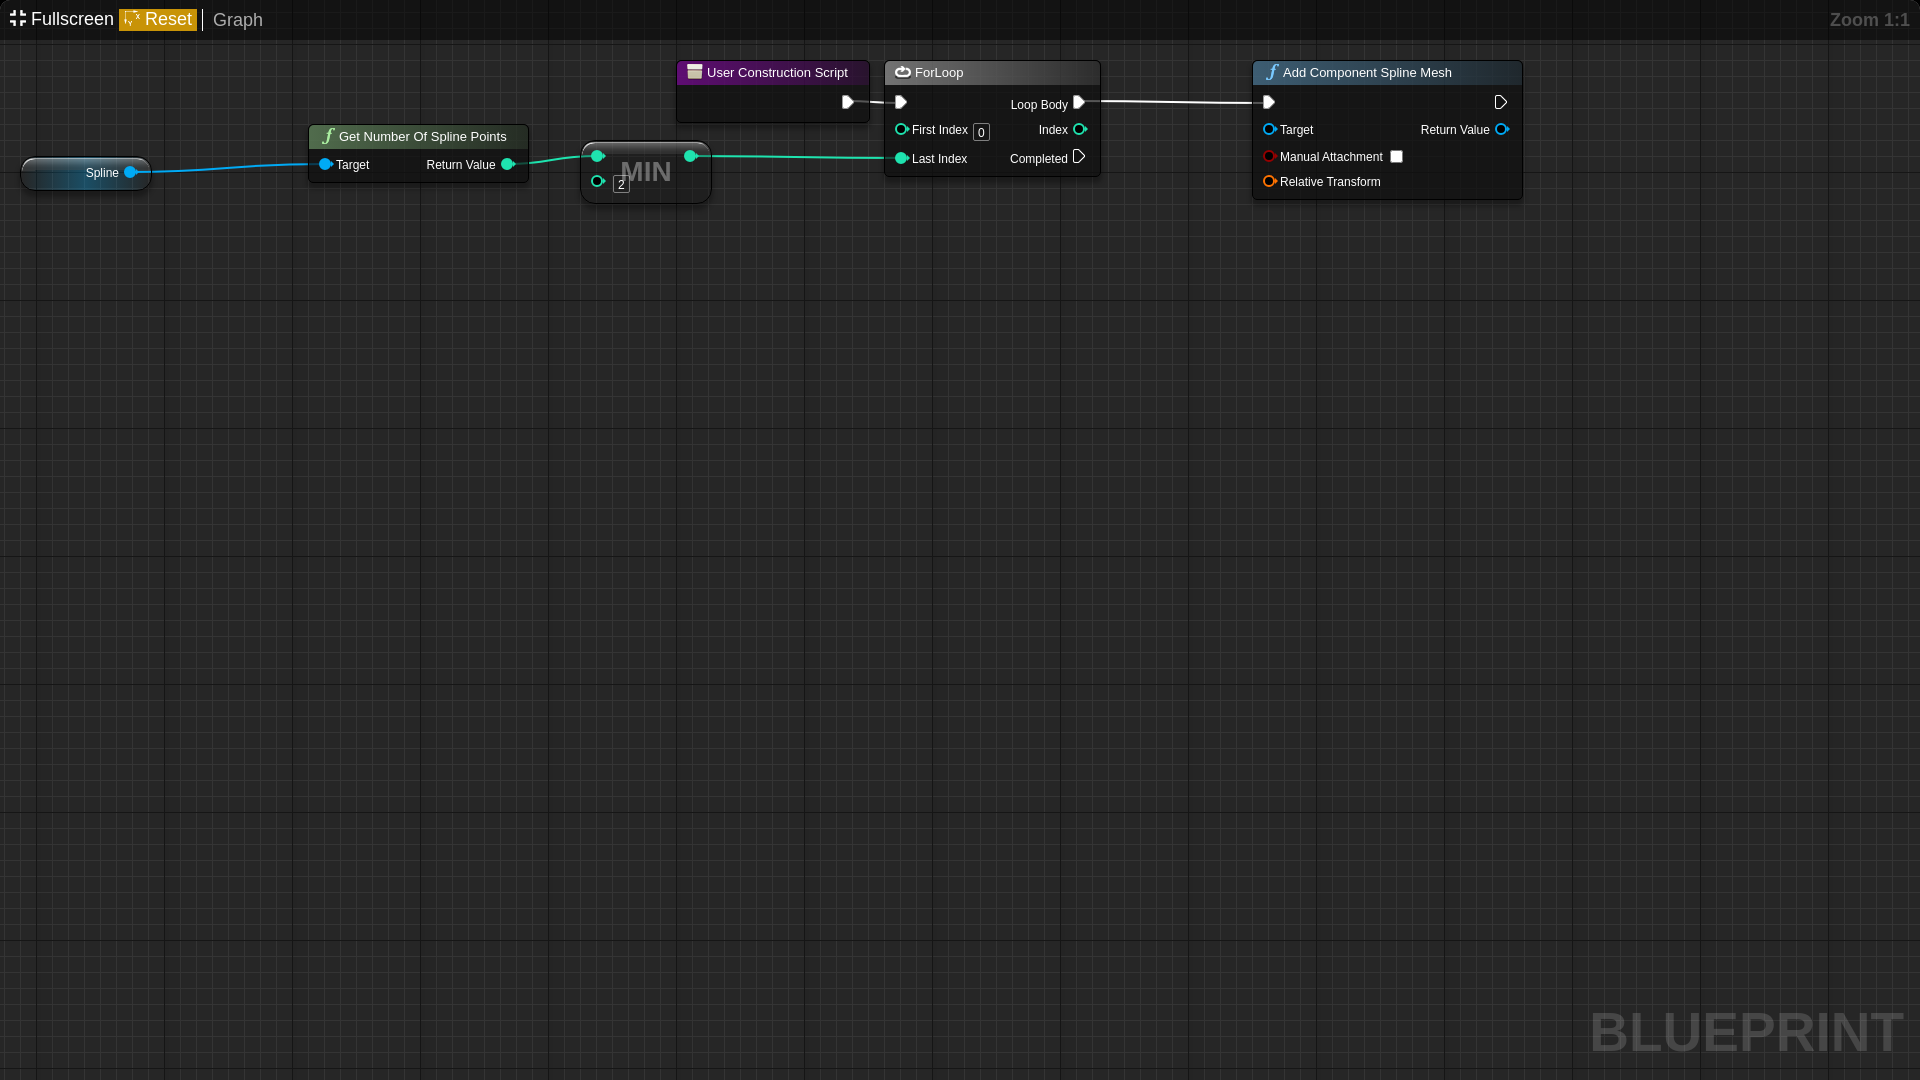 Fullscreen Reset Graph Zoom 1:1
User Construction Script
ForLoop
Loop Body
First Index 0 Index
Last Index Completed
Add Component Spline Mesh
Target Return Value
Manual Attachment
Relative Transform
Get Number Of Spline Points
Target Return Value
Spline
MIN
2
BLUEPRINT